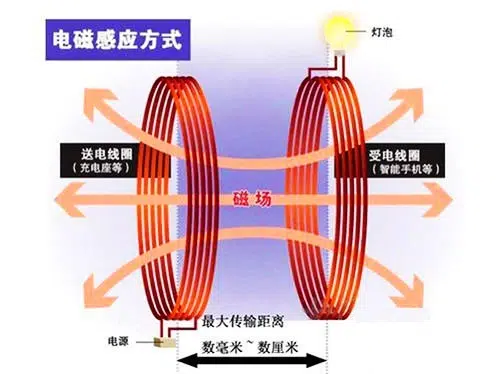 电磁感应方式
灯泡
送电线圈
（充电座等）
受电线圈
（智能手机等）
磁场
电源
最大传输距离
数毫米~数厘米